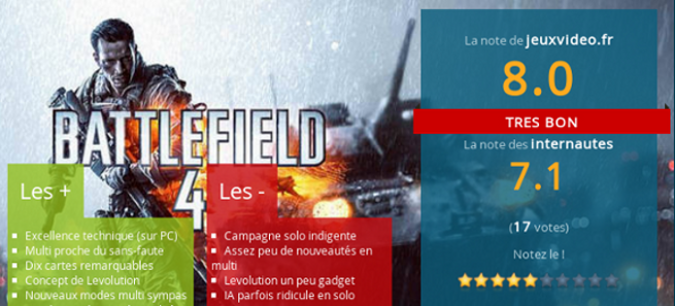 La note de jeuxvideo.fr
8.0
TRES BON
La note des internautes
7.1
(17 votes)
Notez le !
BATTLEFIELD
4
Les +
Excellence technique (sur PC)
Multi proche du sans-faute
Dix cartes remarquables
Concept de Levolution
Nouveaux modes multi sympas
Les -
Campagne solo indigente
Assez peu de nouveautés en
multi
Levolution un peu gadget
IA parfois ridicule en solo